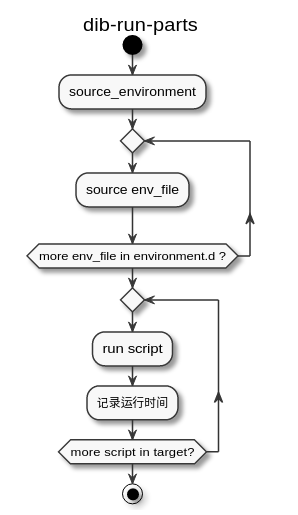 dib-run-parts
source_environment
source env_file
more env_file in environment.d ?
run script
记录运行时间
more script in target?